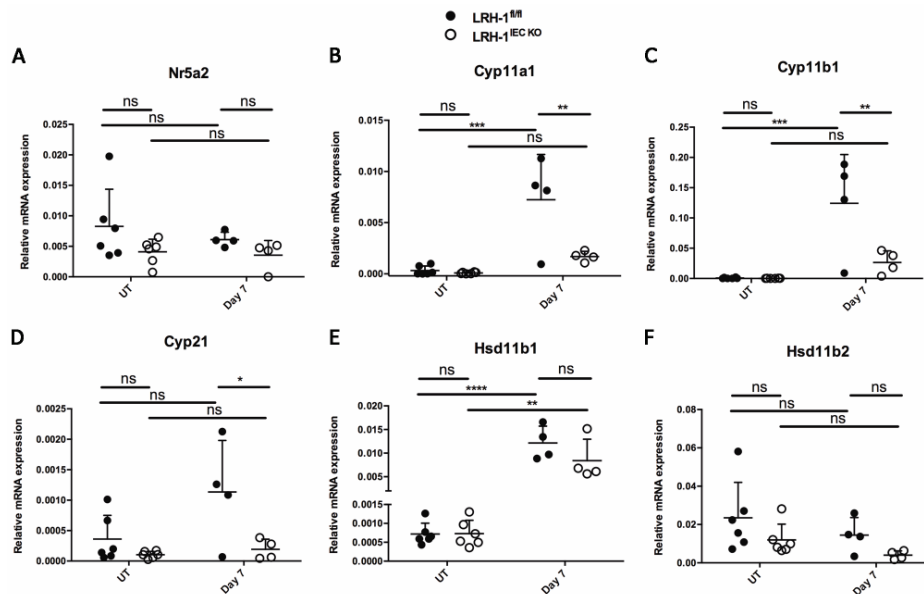 LRH-1fl/fl
LRH-1IEC KO
A
Nr5a2
ns
ns
ns
ns
Relative mRNA expression
0.025
0.020
0.015
0.010
0.005
0.000
UT
Day 7
B
Cyp11a1
ns
**
***
ns
Relative mRNA expression
0.015
0.010
0.005
0.000
UT
Day 7
C
Cyp11b1
ns
**
***
ns
Relative mRNA expression
0.25
0.20
0.15
0.10
0.05
0.00
UT
Day 7
D
Cyp21
ns
*
ns
ns
Relative mRNA expression
0.0025
0.0020
0.0015
0.0010
0.0005
0.0000
UT
Day 7
E
Hsd11b1
ns
ns
****
**
Relative mRNA expression
0.020
0.015
0.010
0.005
0.0015
0.0010
0.0005
0.0000
UT
Day 7
F
Hsd11b2
ns
ns
ns
ns
Relative mRNA expression
0.08
0.06
0.04
0.02
0.00
UT
Day 7